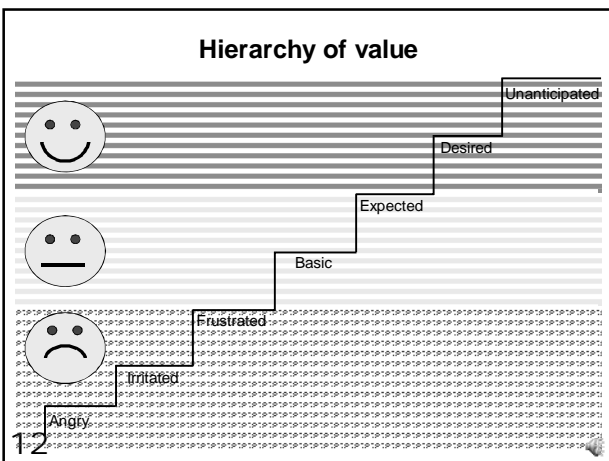 Hierarchy of value
Unanticipated
Desired
Expected
Basic
Frustrated
Irritated
Angry
12